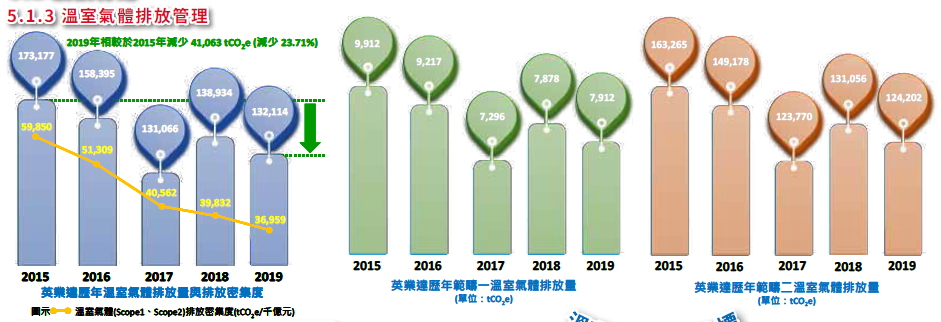 5.1.3 溫室氣體排放管理
2019年相較於2015年減少 41,063 tCO₂e (減少 23.71%)
173,177
158,395
131,066
138,934
132,114
59,850
51,309
40,562
39,832
36,959
2015 2016 2017 2018 2019
英業達歷年溫室氣體排放量與排放密集度
圖示 溫室氣體(Scope1、Scope2)排放密集度(tCO₂e/千億元)
9,912
9,217
7,296
7,878
7,912
2015 2016 2017 2018 2019
英業達歷年範疇一溫室氣體排放量
(單位：tCO₂e)
163,265
149,178
123,770
131,056
124,202
2015 2016 2017 2018 2019
英業達歷年範疇二溫室氣體排放量
(單位：tCO₂e)